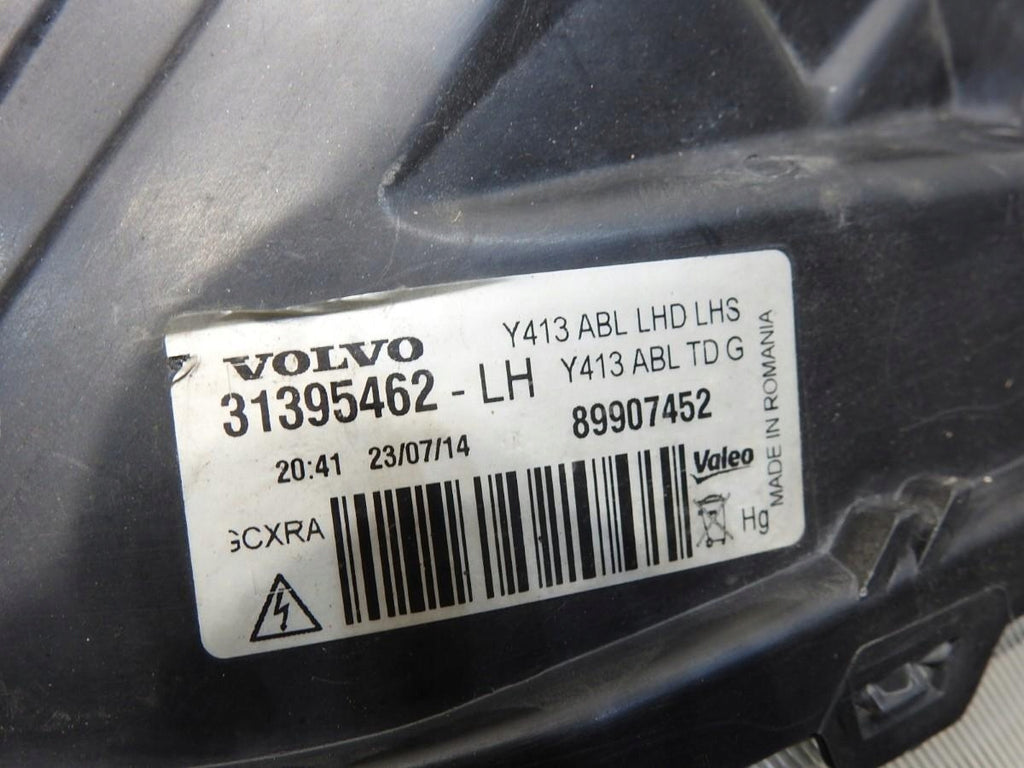 VOLVO
Y413 ABL LHD LHS
31395462 - LH
Y413 ABL TD G
89907452
20:41 23/07/14
Valeo
GCXRA
Hg
MADE IN ROMANIA